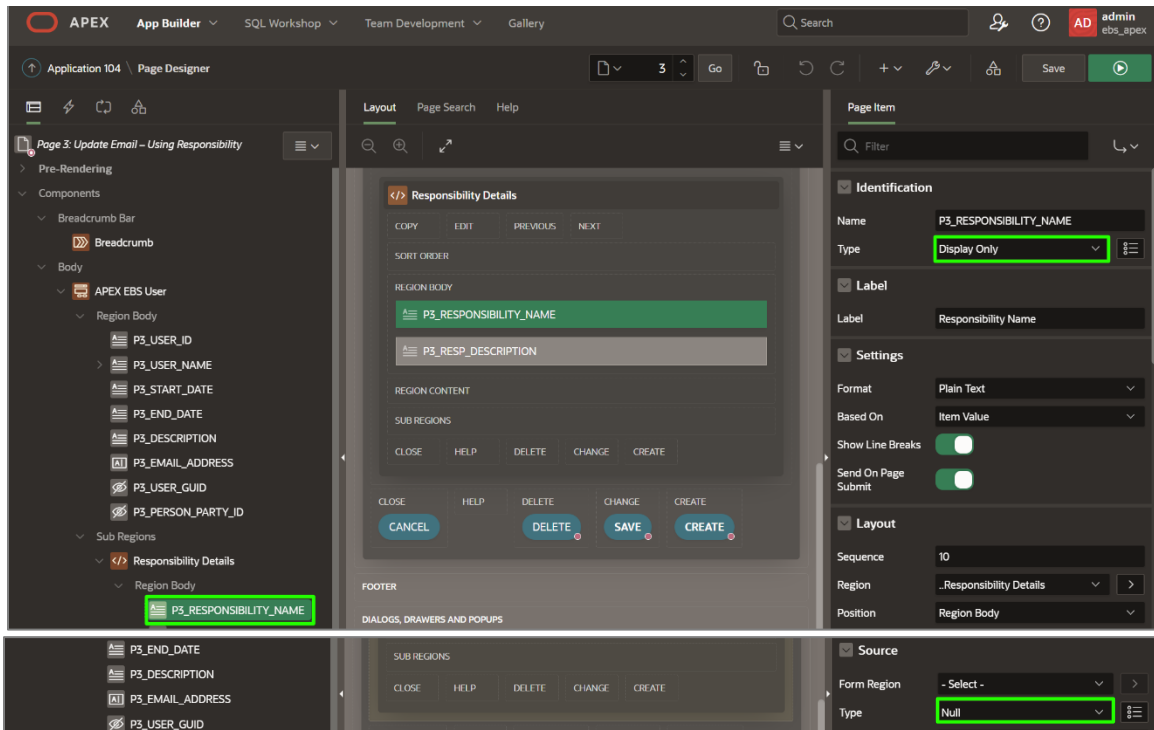 APEX App Builder SQL Workshop Team Development Gallery Search AD admin ebs_apex
Application 104 \ Page Designer 3 Go Save
Layout Page Search Help Page Item
Page 3: Update Email – Using Responsibility
Filter
Pre-Rendering
Components
Breadcrumb Bar
Breadcrumb
Body
APEX EBS User
Region Body
P3_USER_ID
P3_USER_NAME
P3_START_DATE
P3_END_DATE
P3_DESCRIPTION
P3_EMAIL_ADDRESS
P3_USER_GUID
P3_PERSON_PARTY_ID
Sub Regions
Responsibility Details
Region Body
P3_RESPONSIBILITY_NAME
Responsibility Details
COPY EDIT PREVIOUS NEXT
SORT ORDER
REGION BODY
P3_RESPONSIBILITY_NAME
P3_RESP_DESCRIPTION
REGION CONTENT
SUB REGIONS
CLOSE HELP DELETE CHANGE CREATE
CLOSE HELP DELETE CHANGE CREATE
CANCEL DELETE SAVE CREATE
FOOTER
DIALOGS, DRAWERS AND POPUPS
Identification
Name P3_RESPONSIBILITY_NAME
Type Display Only
Label
Label Responsibility Name
Settings
Format Plain Text
Based On Item Value
Show Line Breaks
Send On Page
Submit
Layout
Sequence 10
Region ..Responsibility Details
Position Region Body
P3_END_DATE
P3_DESCRIPTION
P3_EMAIL_ADDRESS
P3_USER_GUID
SUB REGIONS
CLOSE HELP DELETE CHANGE CREATE
Source
Form Region - Select -
Type Null